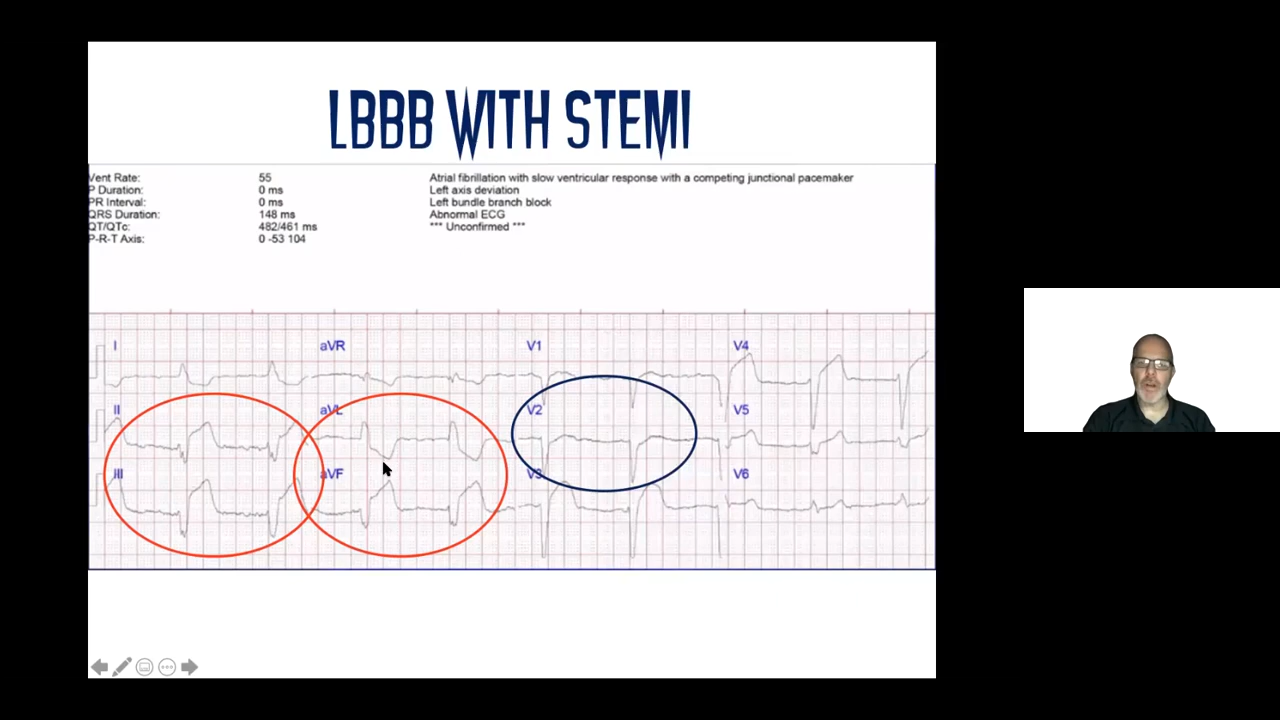 LBBB WITH STEMI
Vent Rate: 55 Atrial fibrillation with slow ventricular response with a competing junctional pacemaker
P Duration: 0 ms Left axis deviation
PR Interval: 0 ms Left bundle branch block
QRS Duration: 148 ms Abnormal ECG
QT/QTc: 482/461 ms *** Unconfirmed ***
P-R-T Axis: 0 -53 104
I aVR V1 V4
II aVL V2 V5
III aVF V3 V6